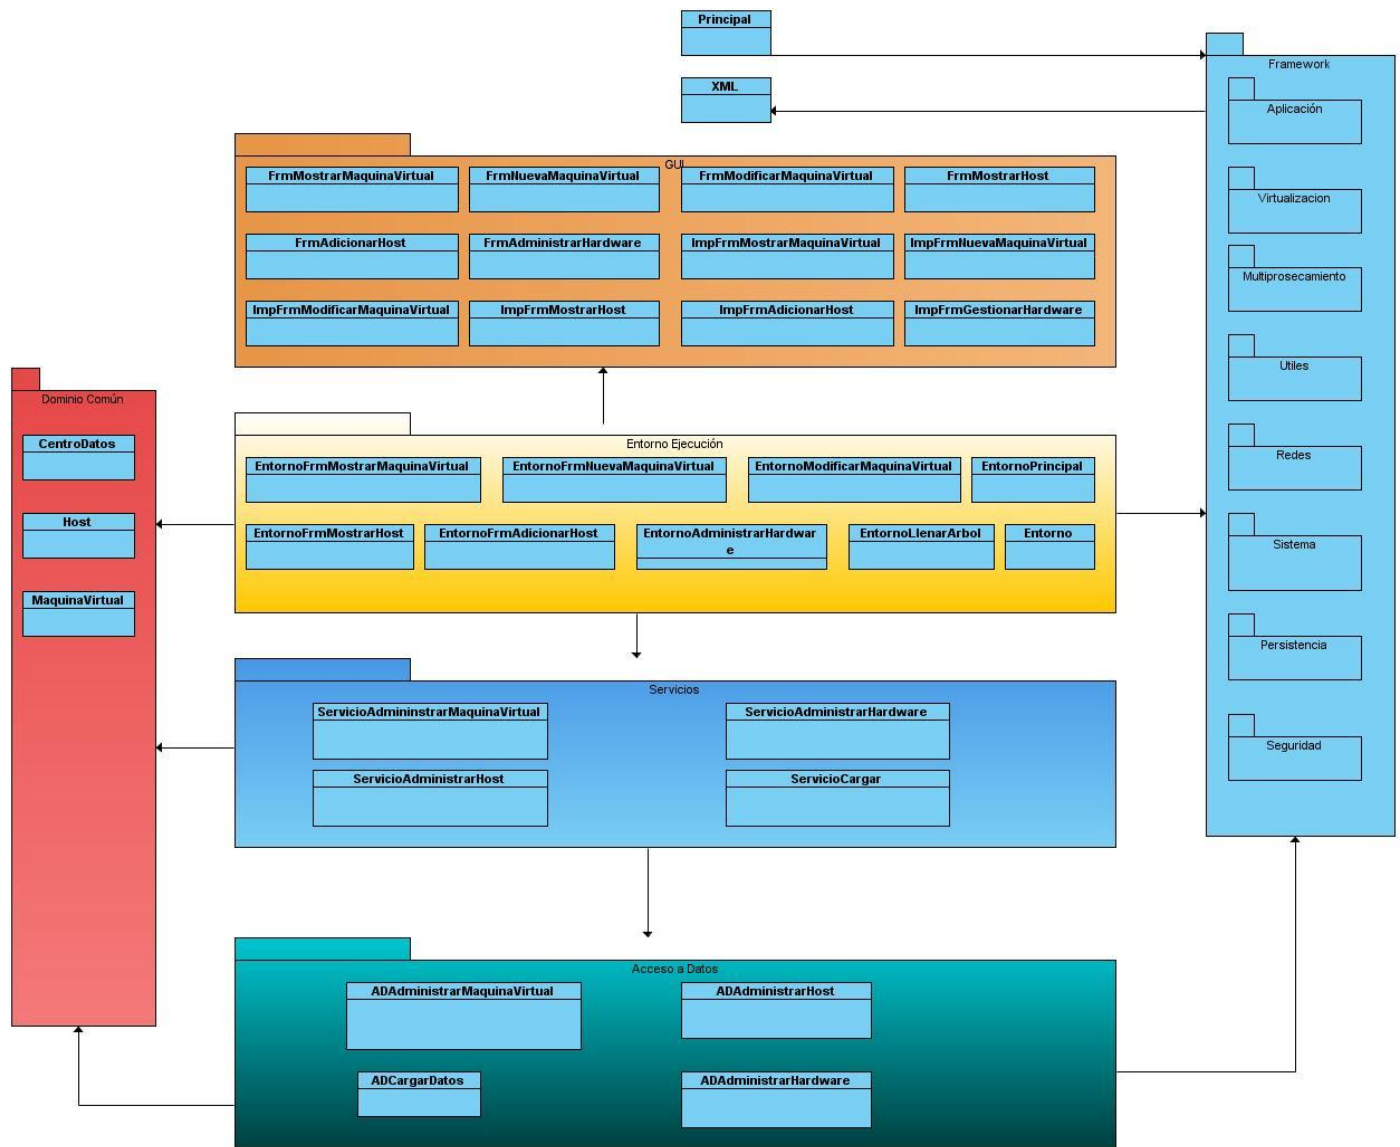 Principal
XML
Framework
Aplicación
Virtualizacion
Multiprosecamiento
Utiles
Redes
Sistema
Persistencia
Seguridad
GUI
FrmMostrarMaquinaVirtual
FrmNuevaMaquinaVirtual
FrmModificarMaquinaVirtual
FrmMostrarHost
FrmAdicionarHost
FrmAdministrarHardware
ImpFrmMostrarMaquinaVirtual
ImpFrmNuevaMaquinaVirtual
ImpFrmModificarMaquinaVirtual
ImpFrmMostrarHost
ImpFrmAdicionarHost
ImpFrmGestionarHardware
Dominio Común
CentroDatos
Host
MaquinaVirtual
Entorno Ejecución
EntornoFrmMostrarMaquinaVirtual
EntornoFrmNuevaMaquinaVirtual
EntornoModificarMaquinaVirtual
EntornoPrincipal
EntornoFrmMostrarHost
EntornoFrmAdicionarHost
EntornoAdministrarHardwar
e
EntornoLlenarArbol
Entorno
Servicios
ServicioAdmininstrarMaquinaVirtual
ServicioAdministrarHardware
ServicioAdministrarHost
ServicioCargar
Acceso a Datos
ADAdministrarMaquinaVirtual
ADAdministrarHost
ADCargarDatos
ADAdministrarHardware